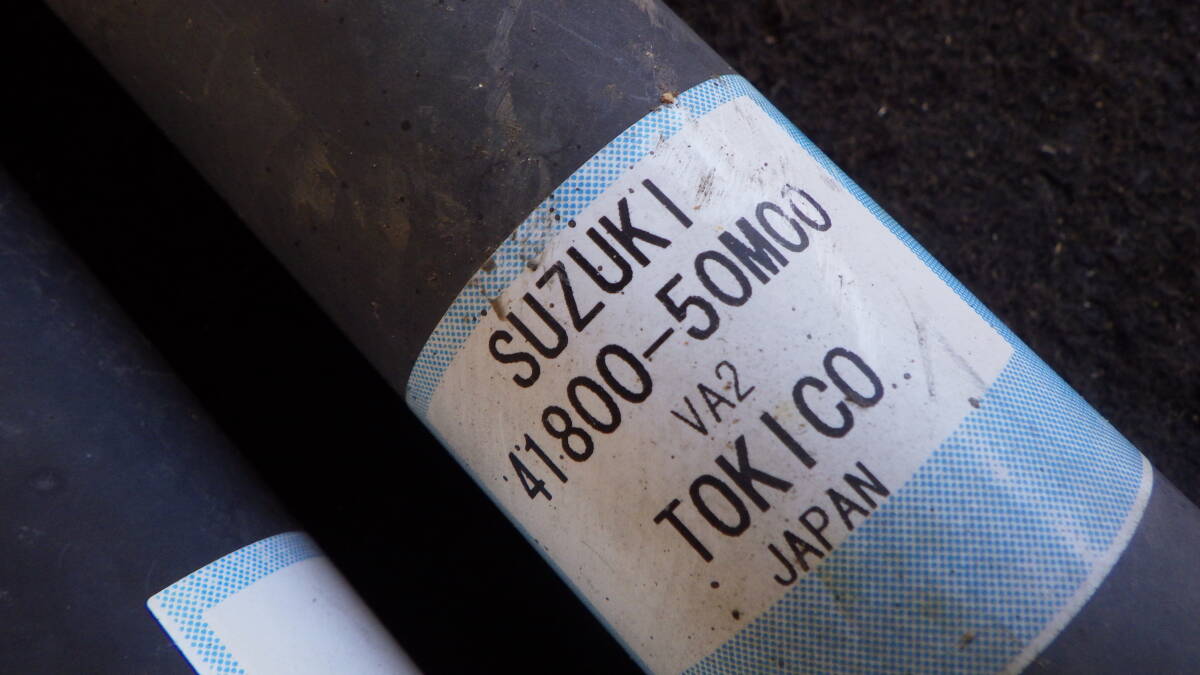 SUZUKI
41800-50M00
VA2
TOKICO
JAPAN